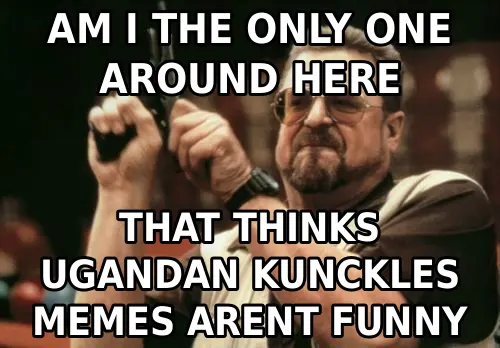 AM I THE ONLY ONE
AROUND HERE
THAT THINKS
UGANDAN KUNCKLES
MEMES ARENT FUNNY